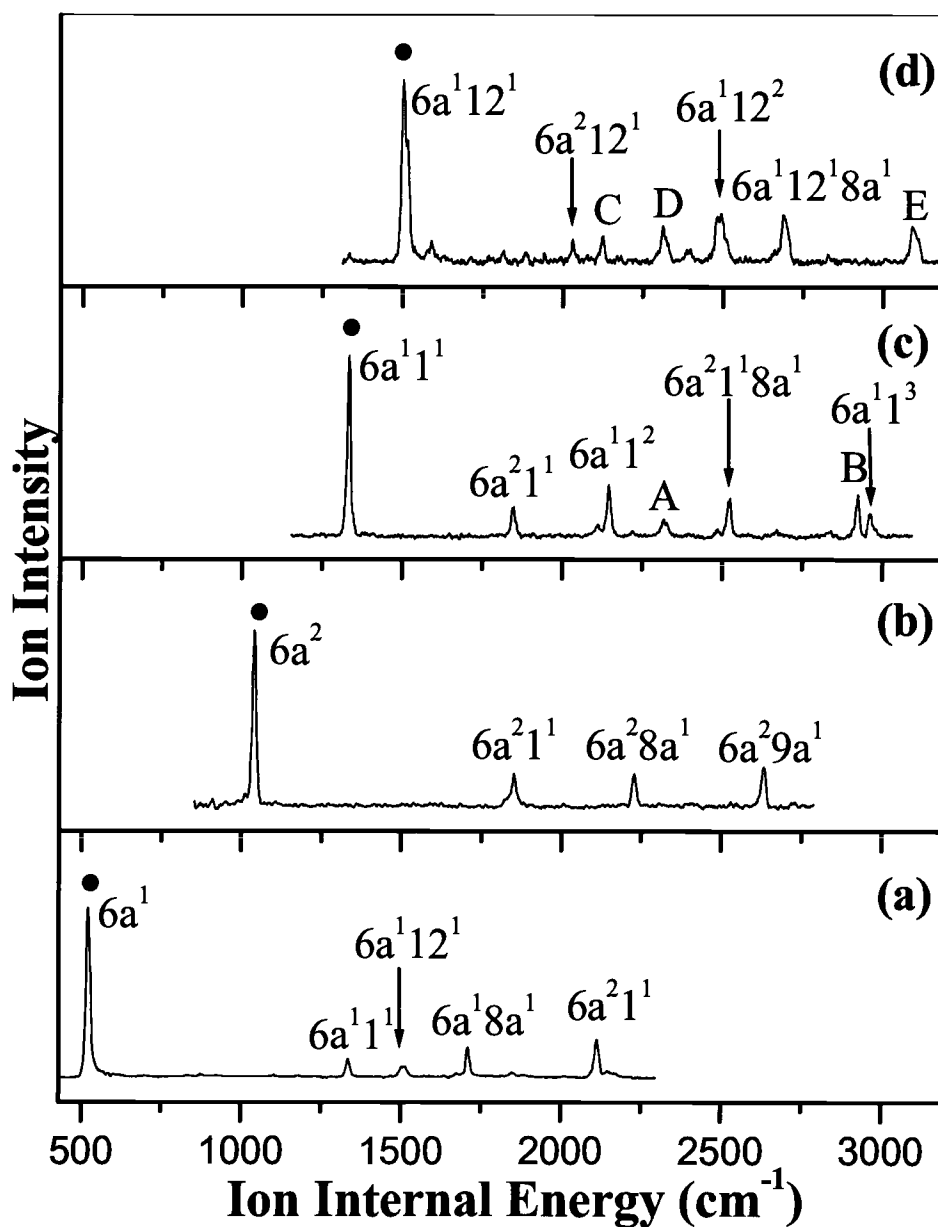 (d)
6a¹12¹
6a²12¹
6a¹12²
6a¹12¹8a¹
C
D
E
(c)
6a¹1¹
6a²1¹
6a¹1²
A
6a²1¹8a¹
B
6a¹1³
(b)
6a²
6a²1¹
6a²8a¹
6a²9a¹
(a)
6a¹
6a¹1¹
6a¹12¹
6a¹8a¹
6a²1¹
500 1000 1500 2000 2500 3000
Ion Internal Energy (cm⁻¹)
Ion Intensity